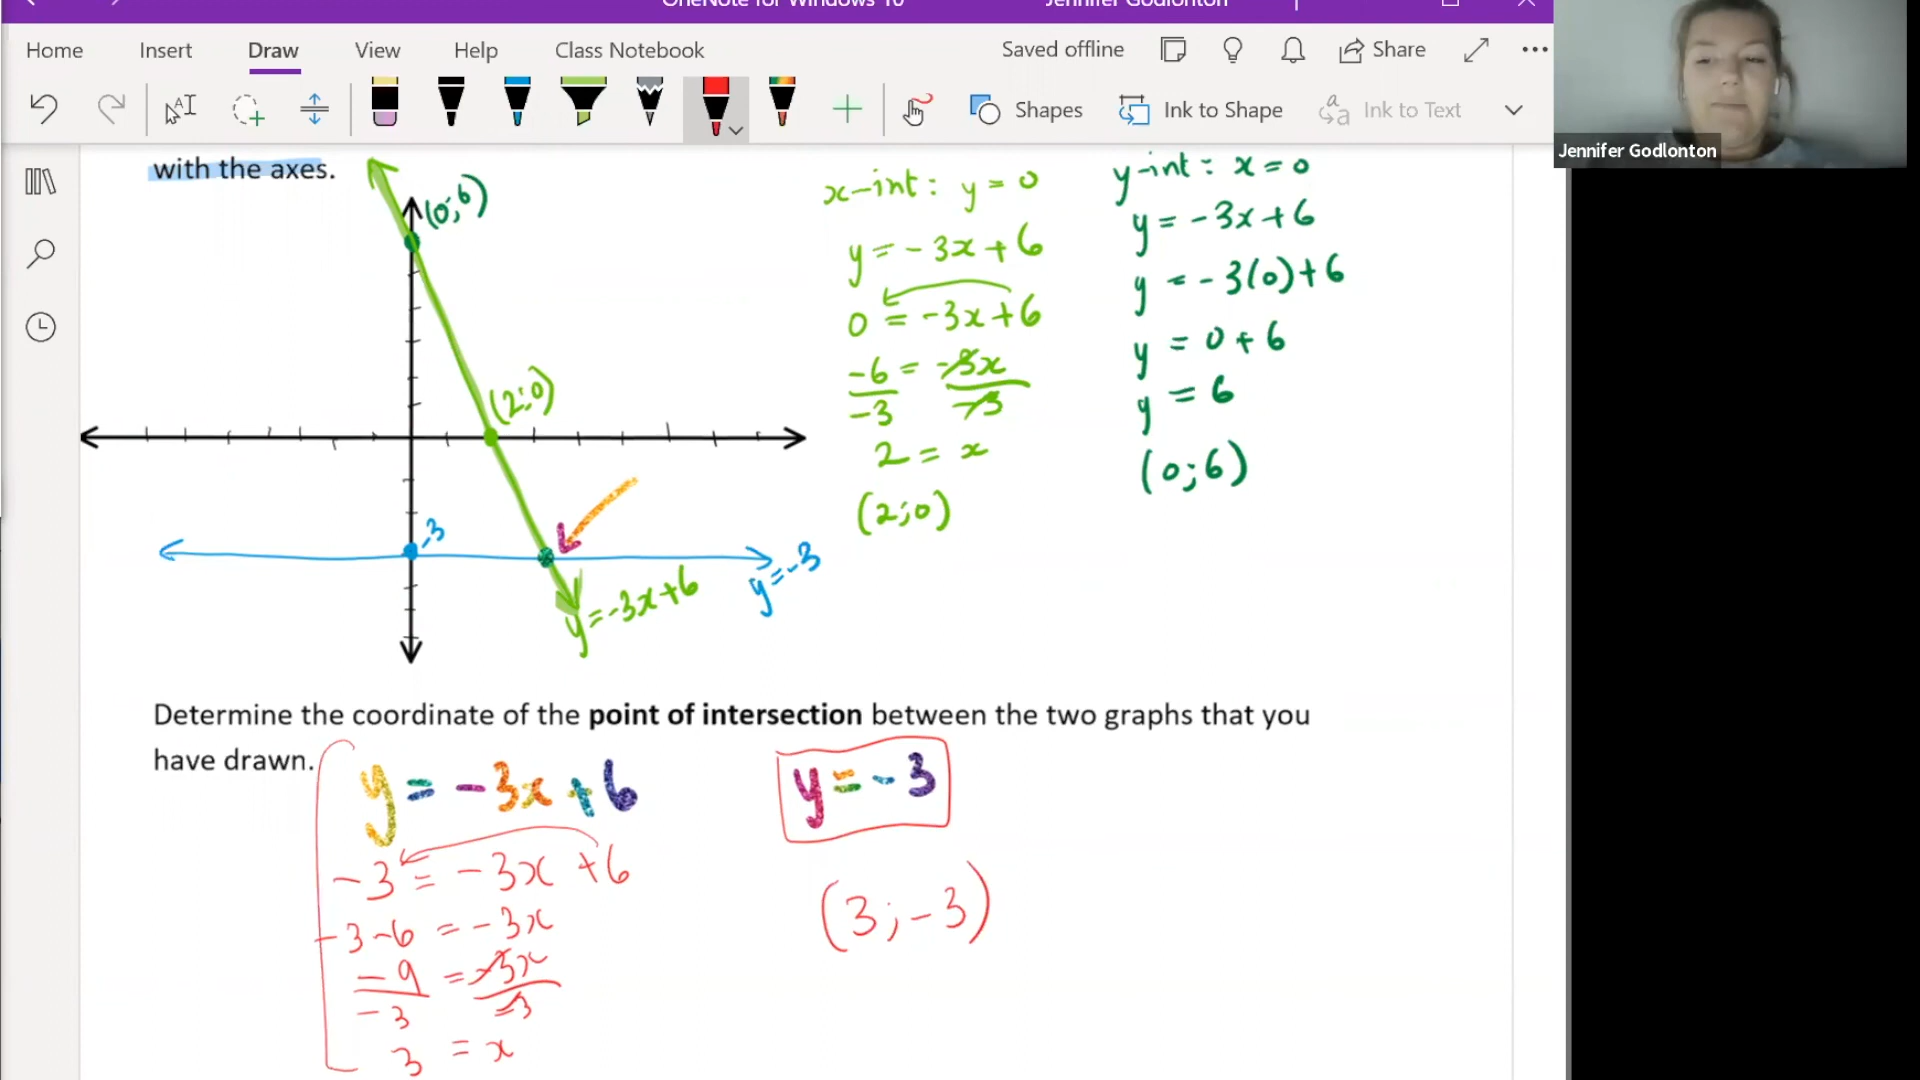 OneNote for Windows 10
Jennifer Godlonton
Home Insert Draw View Help Class Notebook
Saved offline Share
Shapes Ink to Shape Ink to Text
Jennifer Godlonton
with the axes.
(0;6)
(2;0)
-3
y=-3
y=-3x+6
x-int: y=0
y=-3x+6
0=-3x+6
-6=-3x
-3 -3
2=x
(2;0)
y-int: x=0
y=-3x+6
y=-3(0)+6
y=0+6
y=6
(0;6)
Determine the coordinate of the point of intersection between the two graphs that you
have drawn.
y=-3x+6
-3=-3x+6
-3-6=-3x
-9=-3x
-3 -3
3=x
y=-3
(3;-3)